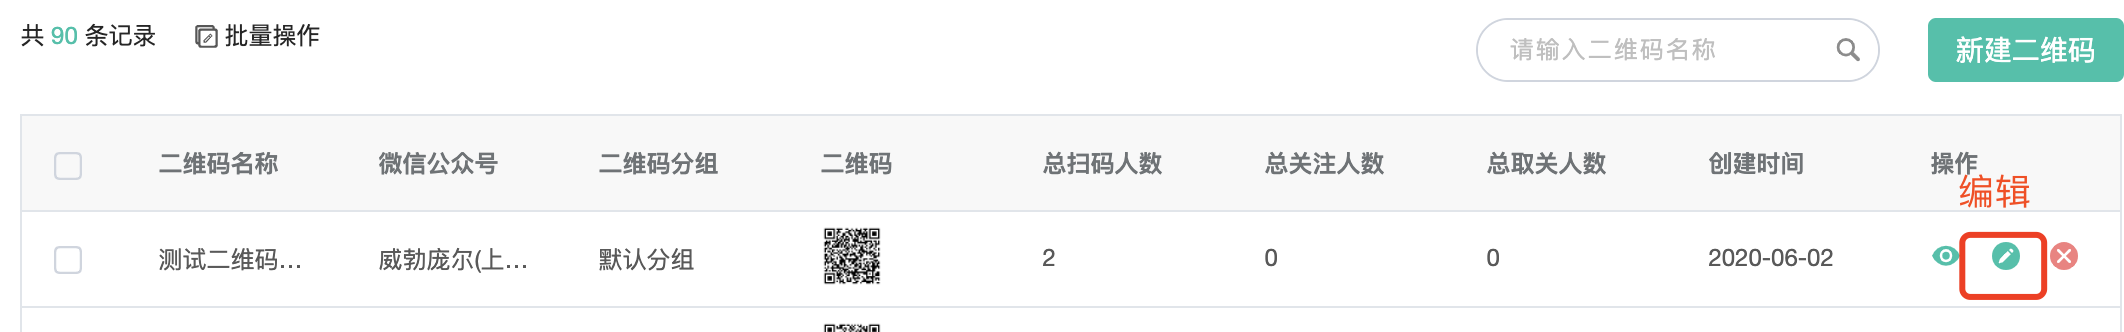 共 90 条记录 批量操作
请输入二维码名称
新建二维码
二维码名称 微信公众号 二维码分组 二维码 总扫码人数 总关注人数 总取关人数 创建时间 操作
编辑
测试二维码... 威勃庞尔(上... 默认分组 2 0 0 2020-06-02